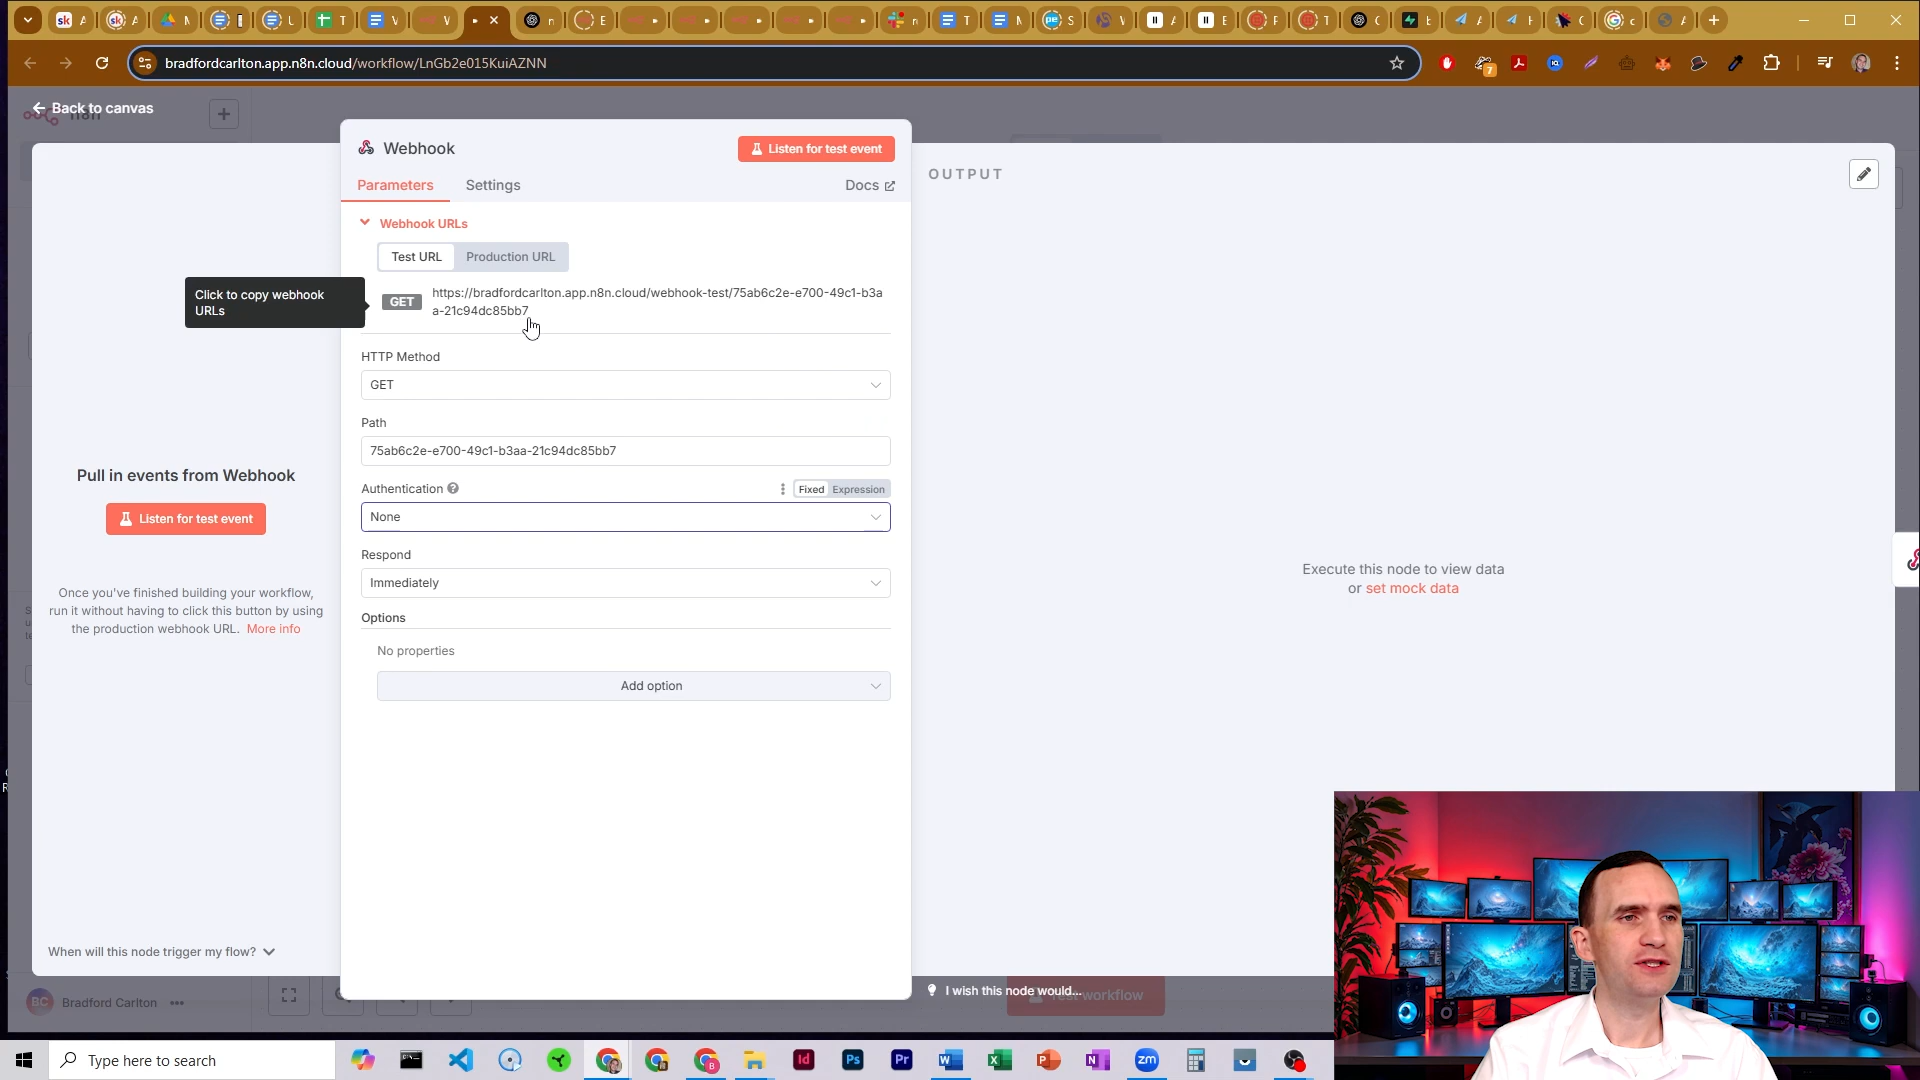 bradfordcarlton.app.n8n.cloud/workflow/LnGb2e015KuiAZNN
7
Back to canvas
Webhook
Listen for test event
Parameters
Settings
Docs
OUTPUT
Webhook URLs
Test URL
Production URL
Click to copy webhook
URLs
GET
https://bradfordcarlton.app.n8n.cloud/webhook-test/75ab6c2e-e700-49c1-b3a
a-21c94dc85bb7
HTTP Method
GET
Path
75ab6c2e-e700-49c1-b3aa-21c94dc85bb7
Authentication
Fixed
Expression
None
Respond
Immediately
Options
No properties
Add option
Pull in events from Webhook
Listen for test event
Once you've finished building your workflow,
run it without having to click this button by using
the production webhook URL. More info
When will this node trigger my flow?
Execute this node to view data
or set mock data
I wish this node would...
Test workflow
BC
Bradford Carlton
Type here to search